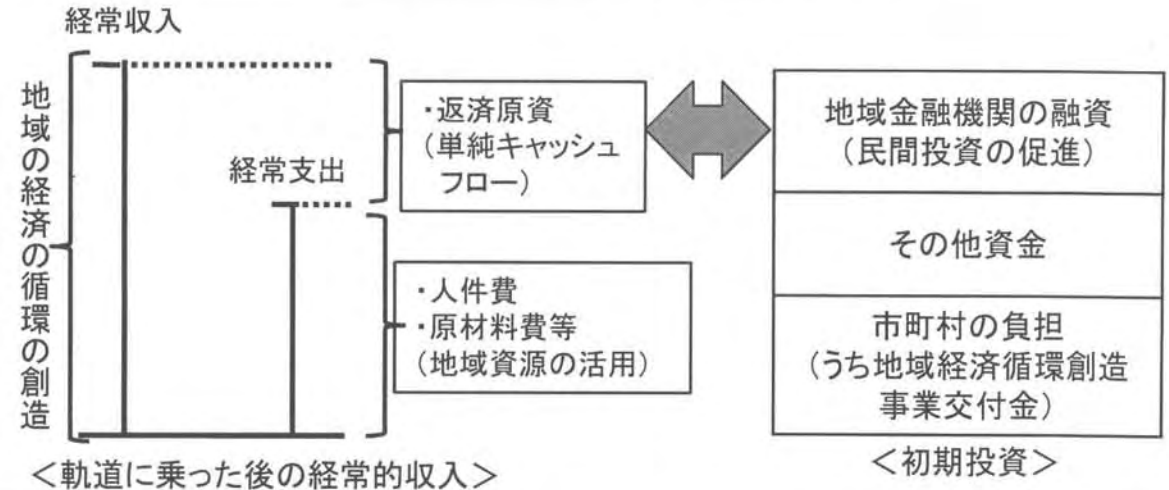 経常収入
地域の経済の循環の創造
経常支出
・返済原資
(単純キャッシュ
フロー)
・人件費
・原材料費等
(地域資源の活用)
<軌道に乗った後の経常的収入>
地域金融機関の融資
(民間投資の促進)
その他資金
市町村の負担
(うち地域経済循環創造
事業交付金)
<初期投資>